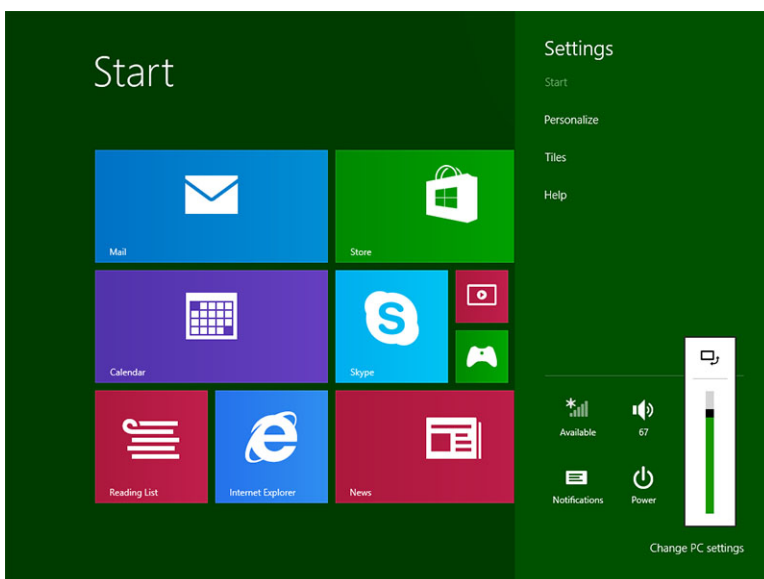 Start
Mail
Store
Calendar
Skype
Reading List
Internet Explorer
News
Settings
Start
Personalize
Tiles
Help
Available
67
Notifications
Power
Change PC settings